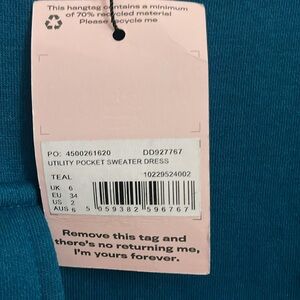 This hangtag contains a minimum
of 70% recycled material
Please recycle me
PO: 4500261620 DD927767
UTILITY POCKET SWEATER DRESS
TEAL 10229524002
UK 6
EU 34
US 2
AUS 6
5 059382 596767
Remove this tag and
there's no returning me,
I'm yours forever.